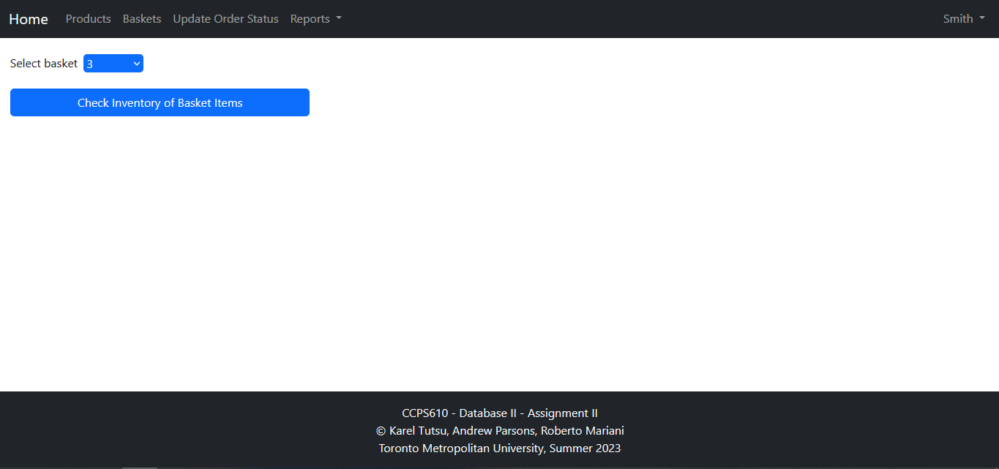 Home Products Baskets Update Order Status Reports Smith
Select basket 3
Check Inventory of Basket Items
CCPS610 - Database II - Assignment II
© Karel Tutsu, Andrew Parsons, Roberto Mariani
Toronto Metropolitan University, Summer 2023